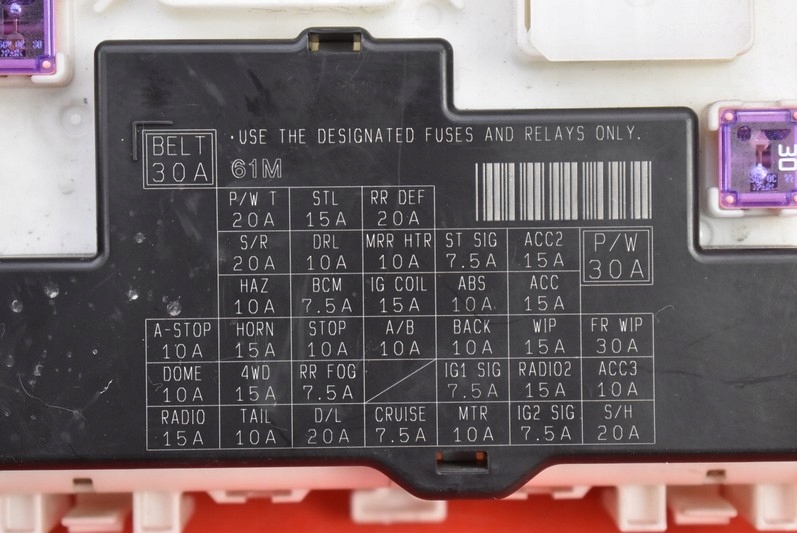 ·USE THE DESIGNATED FUSES AND RELAYS ONLY.
BELT
30A
61M
P/W T STL RR DEF
20A 15A 20A
S/R DRL MRR HTR ST SIG ACC2 P/W
20A 10A 10A 7.5A 15A 30A
HAZ BCM IG COIL ABS ACC
10A 7.5A 15A 10A 15A
A-STOP HORN STOP A/B BACK WIP FR WIP
10A 15A 10A 10A 10A 15A 30A
DOME 4WD RR FOG IG1 SIG RADIO2 ACC3
10A 15A 7.5A 7.5A 15A 10A
RADIO TAIL D/L CRUISE MTR IG2 SIG S/H
15A 10A 20A 7.5A 10A 7.5A 20A
30